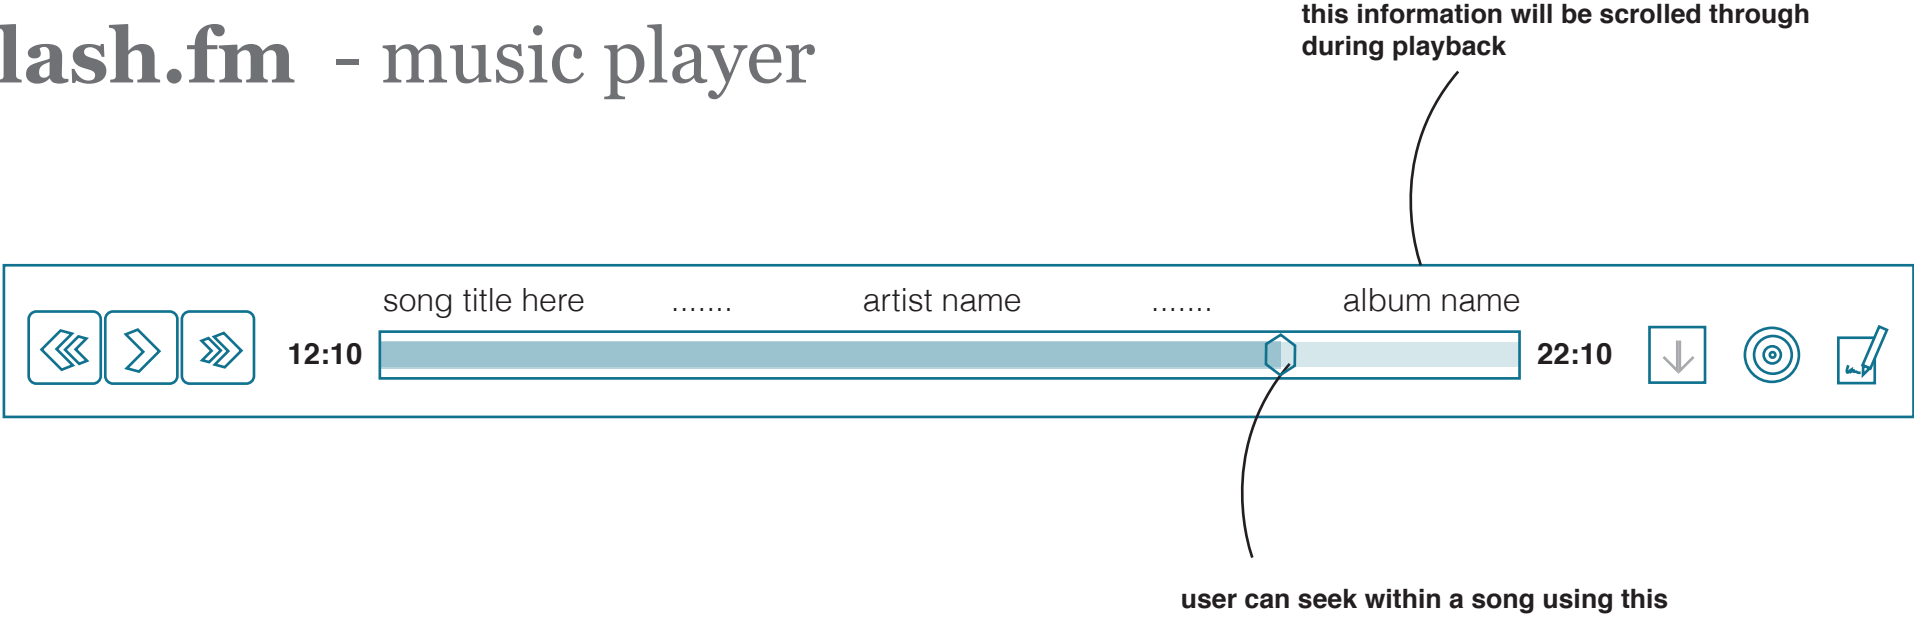 lash.fm - music player
this information will be scrolled through
during playback
song title here ....... artist name ....... album name
12:10 22:10
user can seek within a song using this